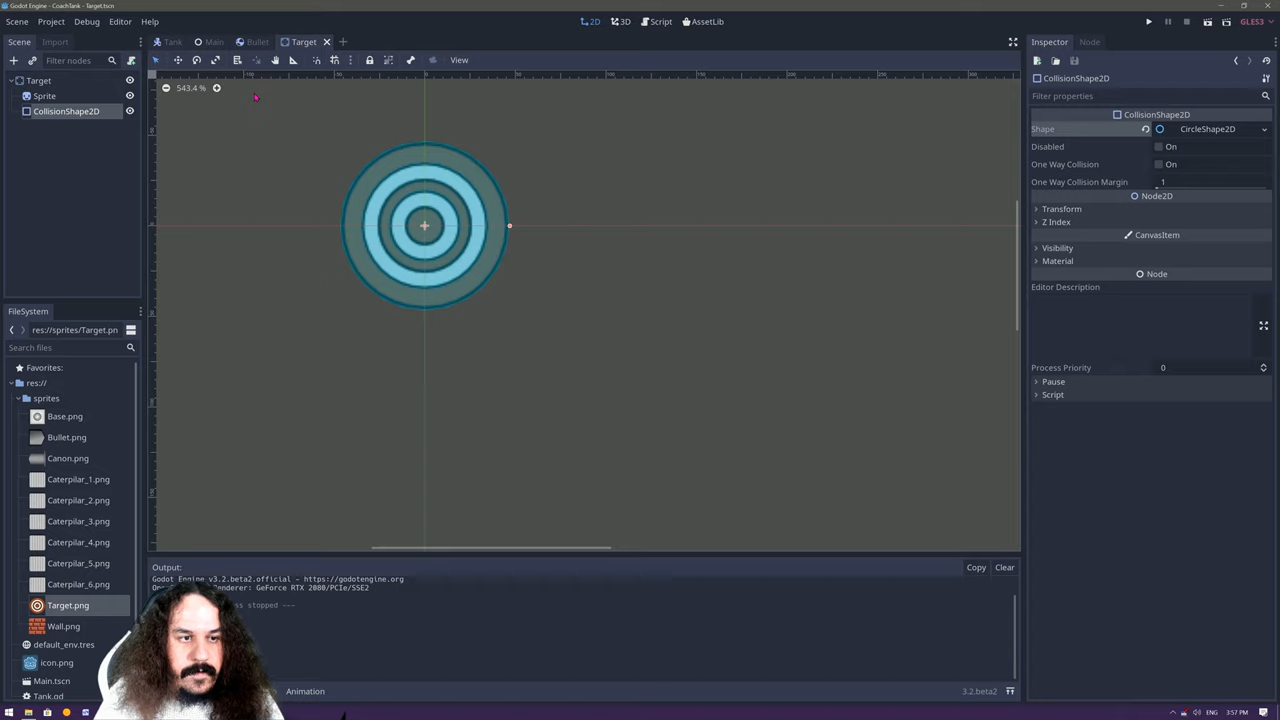 Godot Engine - CoachTank - Target.tscn
Scene Project Debug Editor Help
2D 3D Script AssetLib
GLES3
Scene Import
Tank Main Bullet Target
Inspector Node
Filter nodes
View
CollisionShape2D
Target
543.4 %
Sprite
Filter properties
CollisionShape2D
CollisionShape2D
Shape CircleShape2D
Disabled On
One Way Collision On
One Way Collision Margin 1
Node2D
Transform
Z Index
CanvasItem
Visibility
Material
Node
Editor Description
Process Priority 0
Pause
Script
FileSystem
res://sprites/Target.pn
Search files
Favorites:
res://
sprites
Base.png
Bullet.png
Canon.png
Caterpilar_1.png
Caterpilar_2.png
Caterpilar_3.png
Caterpilar_4.png
Caterpilar_5.png
Caterpilar_6.png
Target.png
Wall.png
default_env.tres
icon.png
Main.tscn
Tank.gd
Output: Copy Clear
Godot Engine v3.2.beta2.official - https://godotengine.org
Renderer: GeForce RTX 2080/PCIe/SSE2
stopped ---
Animation 3.2.beta2
ENG 3:57 PM